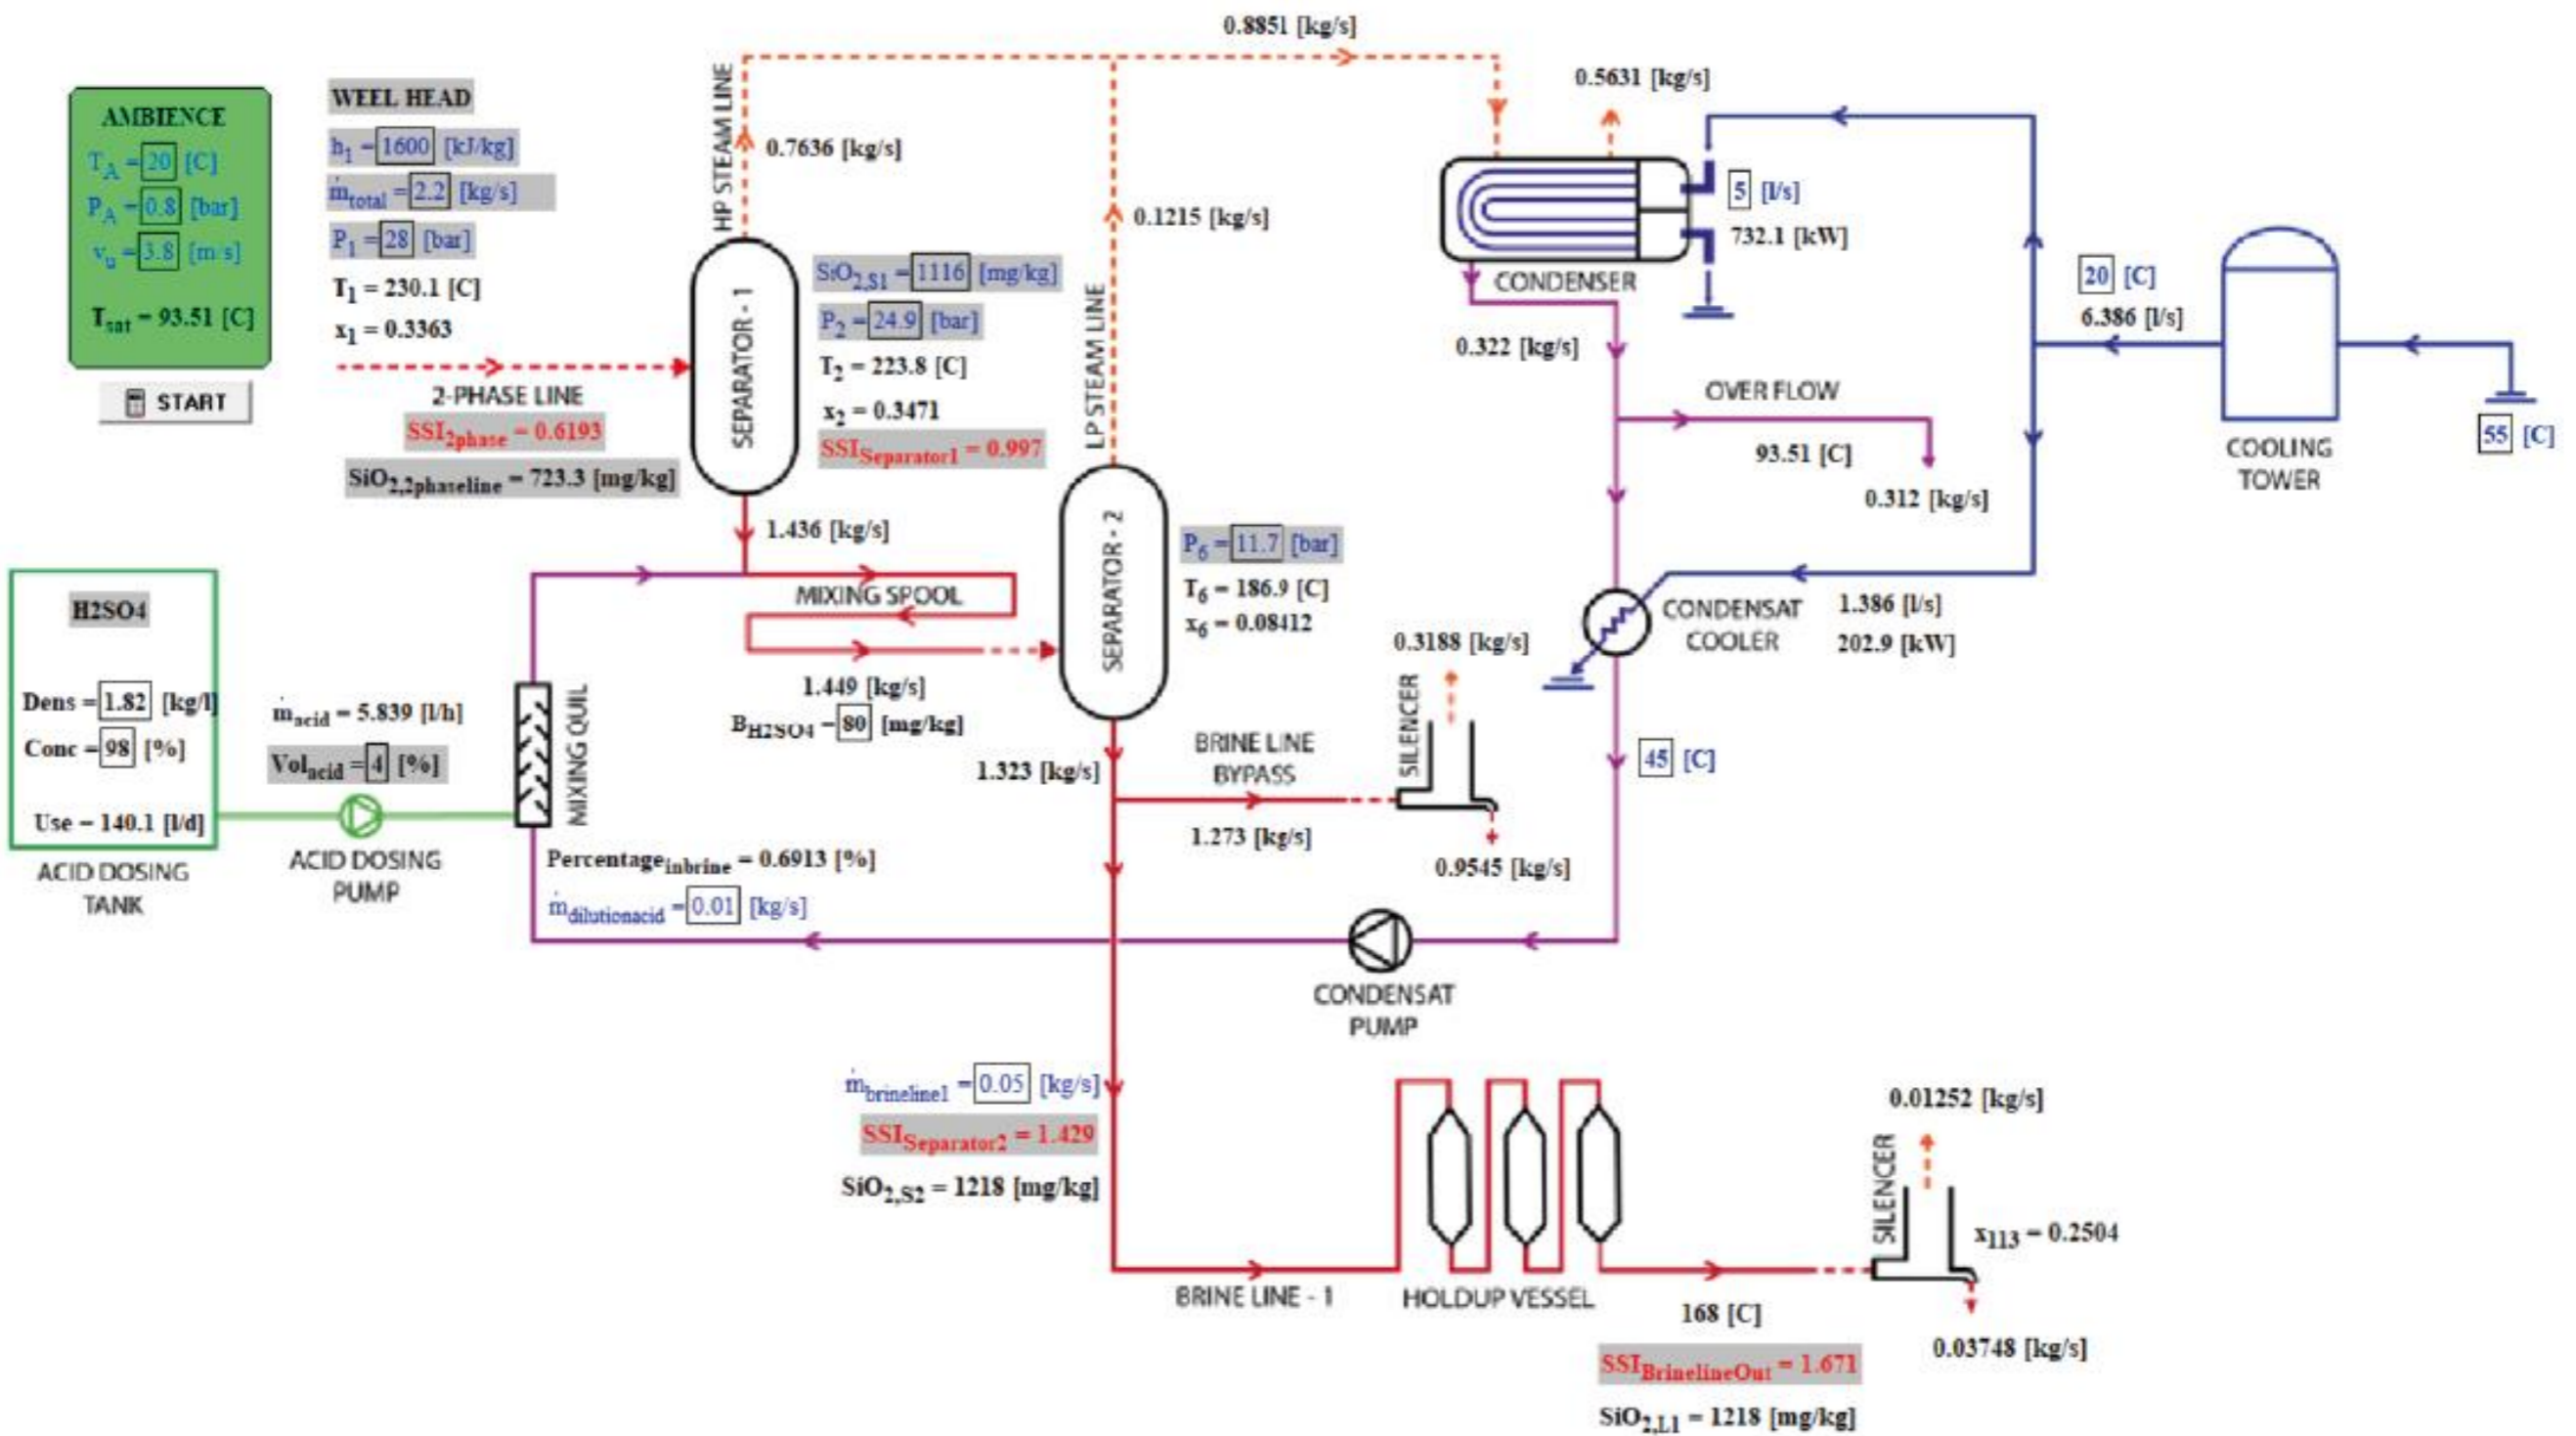 AMBIENCE
T_A = 20 [C]
P_A = 0.8 [bar]
v_u = 3.8 [m/s]
T_sat = 93.51 [C]
START
WEEL HEAD
h_1 = 1600 [kJ/kg]
ṁ_total = 2.2 [kg/s]
P_1 = 28 [bar]
T_1 = 230.1 [C]
x_1 = 0.3363
2-PHASE LINE
SSI_2phase = 0.6193
SiO_2,2phaseline = 723.3 [mg/kg]
HP STEAM LINE
0.7636 [kg/s]
0.8851 [kg/s]
SEPARATOR - 1
SiO_2,S1 = 1116 [mg/kg]
P_2 = 24.9 [bar]
T_2 = 223.8 [C]
x_2 = 0.3471
SSI_Separator1 = 0.997
1.436 [kg/s]
LP STEAM LINE
0.1215 [kg/s]
0.5631 [kg/s]
5 [l/s]
732.1 [kW]
CONDENSER
0.322 [kg/s]
OVER FLOW
93.51 [C]
0.312 [kg/s]
20 [C]
6.386 [l/s]
COOLING
TOWER
55 [C]
MIXING SPOOL
1.449 [kg/s]
B_H2SO4 = 80 [mg/kg]
SEPARATOR - 2
P_6 = 11.7 [bar]
T_6 = 186.9 [C]
x_6 = 0.08412
CONDENSAT
COOLER
1.386 [l/s]
202.9 [kW]
0.3188 [kg/s]
SILENCER
BRINE LINE
BYPASS
1.323 [kg/s]
1.273 [kg/s]
0.9545 [kg/s]
45 [C]
H2SO4
Dens = 1.82 [kg/l]
Conc = 98 [%]
Use = 140.1 [l/d]
ACID DOSING
TANK
ṁ_acid = 5.839 [l/h]
Vol_acid = 4 [%]
ACID DOSING
PUMP
MIXING QUIL
Percentage_inbrine = 0.6913 [%]
ṁ_dilutionacid = 0.01 [kg/s]
CONDENSAT
PUMP
ṁ_brineline1 = 0.05 [kg/s]
SSI_Separator2 = 1.429
SiO_2,S2 = 1218 [mg/kg]
BRINE LINE - 1
HOLDUP VESSEL
168 [C]
SSI_BrinelineOut = 1.671
SiO_2,L1 = 1218 [mg/kg]
0.01252 [kg/s]
SILENCER
x_113 = 0.2504
0.03748 [kg/s]